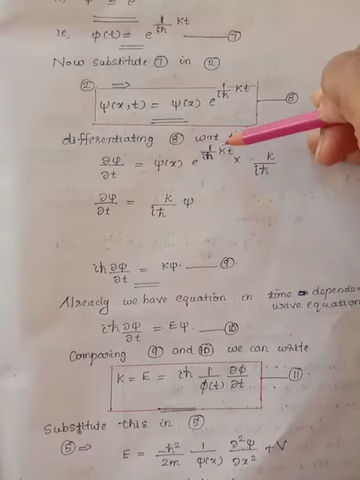 ie, φ(t) = e^(1/iħ Kt) —— ⑦
Now substitute ⑦ in ②
② ⟹ ψ(x,t) = ψ(x) e^(1/iħ Kt) —— ⑧
differentiating ⑧ wrt
∂ψ/∂t = ψ(x) e^(1/iħ Kt) × k/iħ
∂ψ/∂t = k/iħ ψ
iħ ∂ψ/∂t = Kψ. —— ⑨
Already we have equation in time dependent
wave equation
iħ ∂ψ/∂t = Eψ. —— ⑩
Comparing ⑨ and ⑩ we can write
K = E = iħ 1/φ(t) ∂φ/∂t —— ⑪
Substitute this in ⑤
⑤ ⟹ E = -ħ²/2m 1/ψ(x) ∂²ψ/∂x² + V